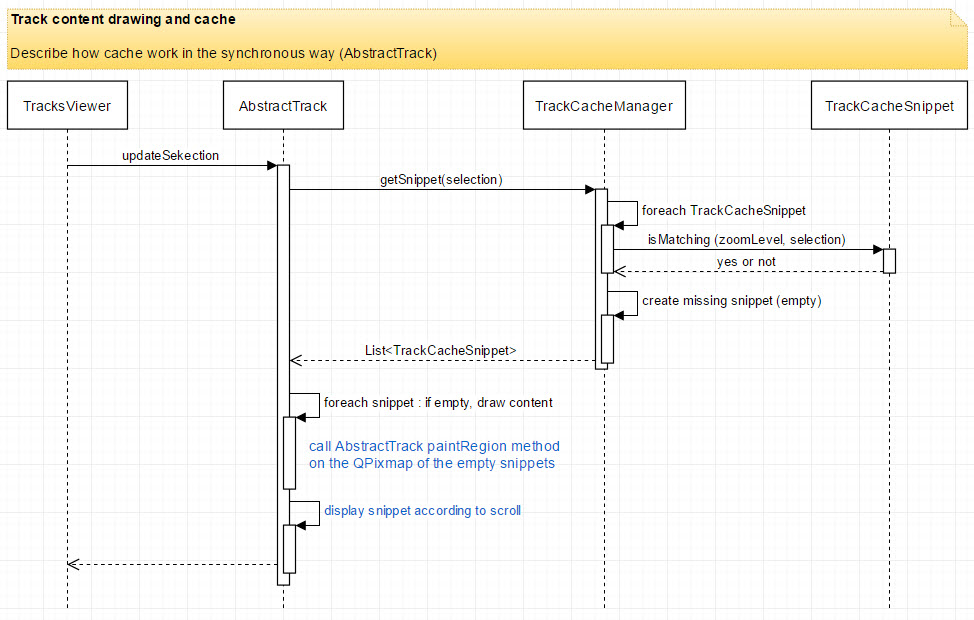 Track content drawing and cache
Describe how cache work in the synchronous way (AbstractTrack)
TracksViewer
AbstractTrack
TrackCacheManager
TrackCacheSnippet
updateSekection
getSnippet(selection)
foreach TrackCacheSnippet
isMatching (zoomLevel, selection)
yes or not
create missing snippet (empty)
List<TrackCacheSnippet>
foreach snippet : if empty, draw content
call AbstractTrack paintRegion method
on the QPixmap of the empty snippets
display snippet according to scroll